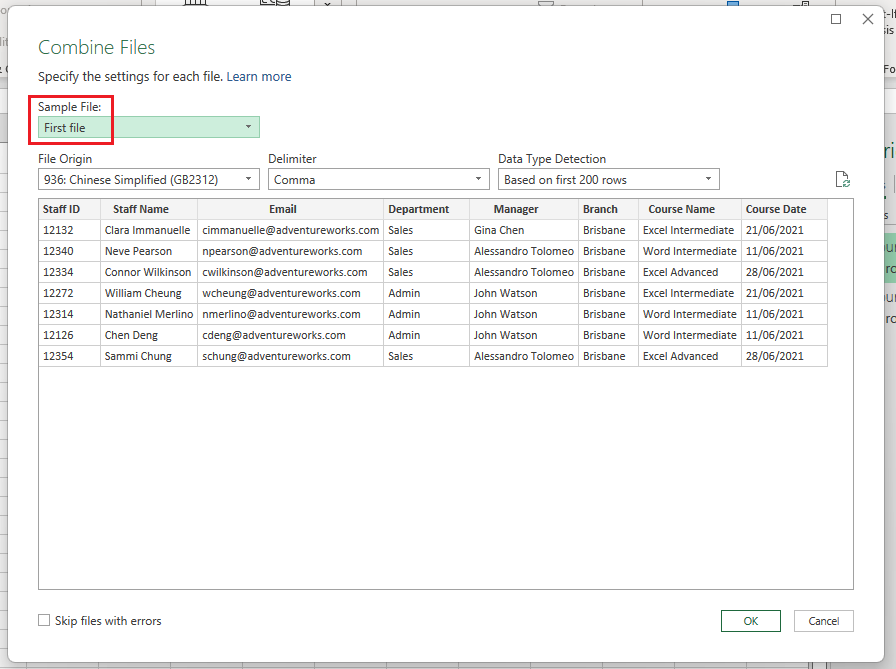 Combine Files
Specify the settings for each file. Learn more
Sample File:
First file
File Origin Delimiter Data Type Detection
936: Chinese Simplified (GB2312) Comma Based on first 200 rows
Staff ID Staff Name Email Department Manager Branch Course Name Course Date
12132 Clara Immanuelle cimmanuelle@adventureworks.com Sales Gina Chen Brisbane Excel Intermediate 21/06/2021
12340 Neve Pearson npearson@adventureworks.com Sales Alessandro Tolomeo Brisbane Word Intermediate 11/06/2021
12334 Connor Wilkinson cwilkinson@adventureworks.com Sales Alessandro Tolomeo Brisbane Excel Advanced 28/06/2021
12272 William Cheung wcheung@adventureworks.com Admin John Watson Brisbane Excel Intermediate 21/06/2021
12314 Nathaniel Merlino nmerlino@adventureworks.com Admin John Watson Brisbane Word Intermediate 11/06/2021
12126 Chen Deng cdeng@adventureworks.com Admin John Watson Brisbane Word Intermediate 11/06/2021
12354 Sammi Chung schung@adventureworks.com Sales Alessandro Tolomeo Brisbane Excel Advanced 28/06/2021
Skip files with errors
OK Cancel